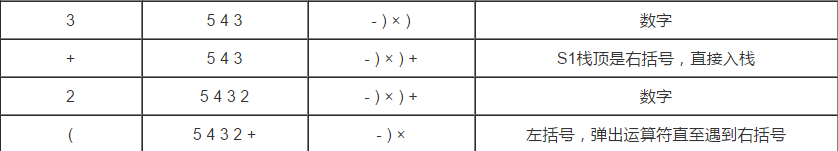 3 5 4 3 - ) × ) 数字
+ 5 4 3 - ) × ) + S1栈顶是右括号，直接入栈
2 5 4 3 2 - ) × ) + 数字
( 5 4 3 2 + - ) × 左括号，弹出运算符直至遇到右括号